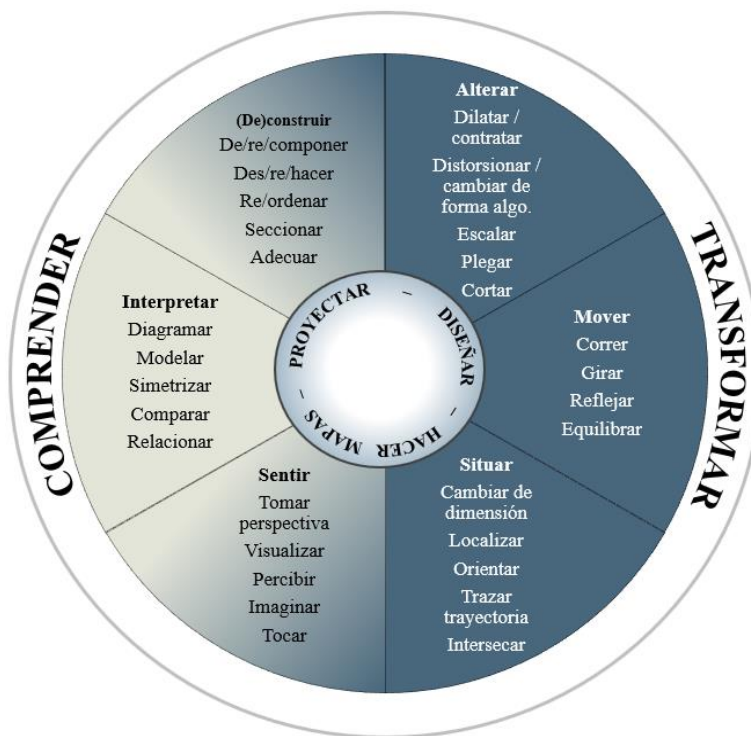 COMPRENDER
TRANSFORMAR
(De)construir
De/re/componer
Des/re/hacer
Re/ordenar
Seccionar
Adecuar
Alterar
Dilatar /
contratar
Distorsionar /
cambiar de
forma algo.
Escalar
Plegar
Cortar
Interpretar
Diagramar
Modelar
Simetrizar
Comparar
Relacionar
PROYECTAR – DISEÑAR – HACER MAPAS –
Mover
Correr
Girar
Reflejar
Equilibrar
Sentir
Tomar
perspectiva
Visualizar
Percibir
Imaginar
Tocar
Situar
Cambiar de
dimensión
Localizar
Orientar
Trazar
trayectoria
Intersecar